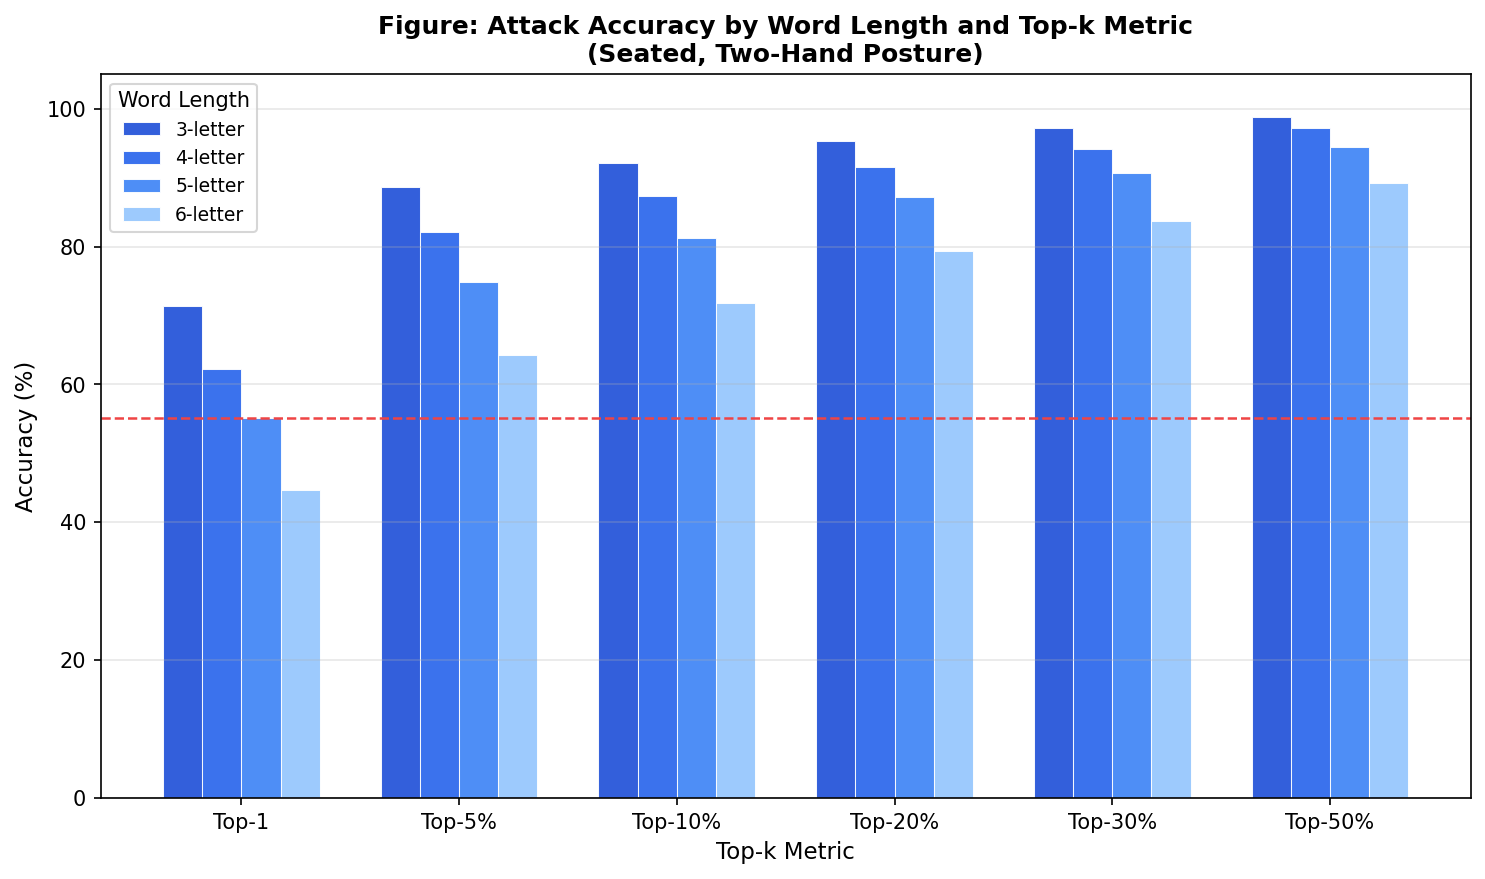 Figure: Attack Accuracy by Word Length and Top-k Metric
(Seated, Two-Hand Posture)
Word Length
3-letter
4-letter
5-letter
6-letter
Accuracy (%)
100
80
60
40
20
0
Top-1
Top-5%
Top-10%
Top-20%
Top-30%
Top-50%
Top-k Metric